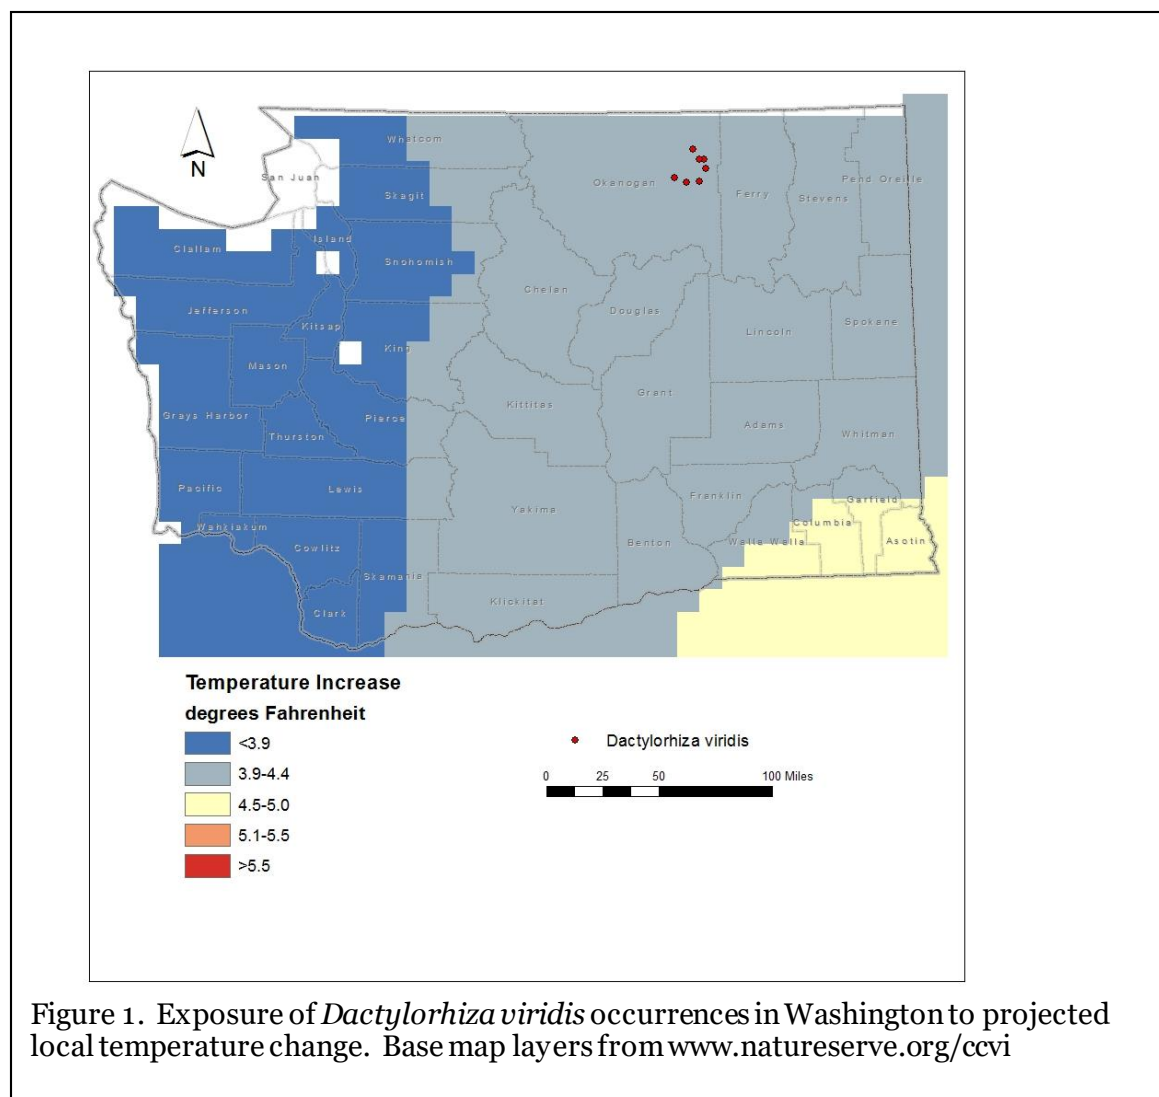 N
Whatcom
San Juan
Skagit
Okanogan
Ferry
Stevens
Pend Oreille
Clallam
Island
Snohomish
Chelan
Jefferson
Douglas
Kitsap
Lincoln
Spokane
King
Mason
Grant
Kittitas
Grays Harbor
Pierce
Adams
Thurston
Whitman
Pacific
Lewis
Franklin
Garfield
Yakima
Columbia
Wahkiakum
Walla Walla
Asotin
Benton
Cowlitz
Skamania
Klickitat
Clark
Temperature Increase
degrees Fahrenheit
<3.9
3.9-4.4
4.5-5.0
5.1-5.5
>5.5
Dactylorhiza viridis
0 25 50 100 Miles
Figure 1. Exposure of Dactylorhiza viridis occurrences in Washington to projected
local temperature change. Base map layers from www.natureserve.org/ccvi